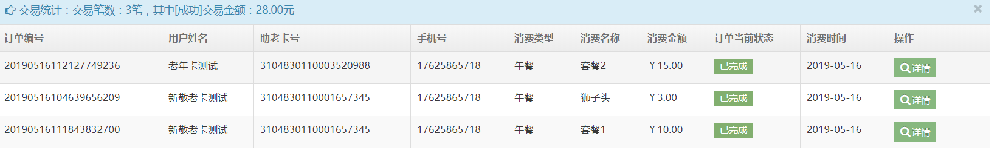 交易统计：交易笔数：3笔，其中[成功]交易金额：28.00元
订单编号 用户姓名 助老卡号 手机号 消费类型 消费名称 消费金额 订单当前状态 消费时间 操作
20190516112127749236 老年卡测试 3104830110003520988 17625865718 午餐 套餐2 ￥15.00 已完成 2019-05-16 详情
20190516104639656209 新敬老卡测试 3104830110001657345 17625865718 午餐 狮子头 ￥3.00 已完成 2019-05-16 详情
20190516111843832700 新敬老卡测试 3104830110001657345 17625865718 午餐 套餐1 ￥10.00 已完成 2019-05-16 详情